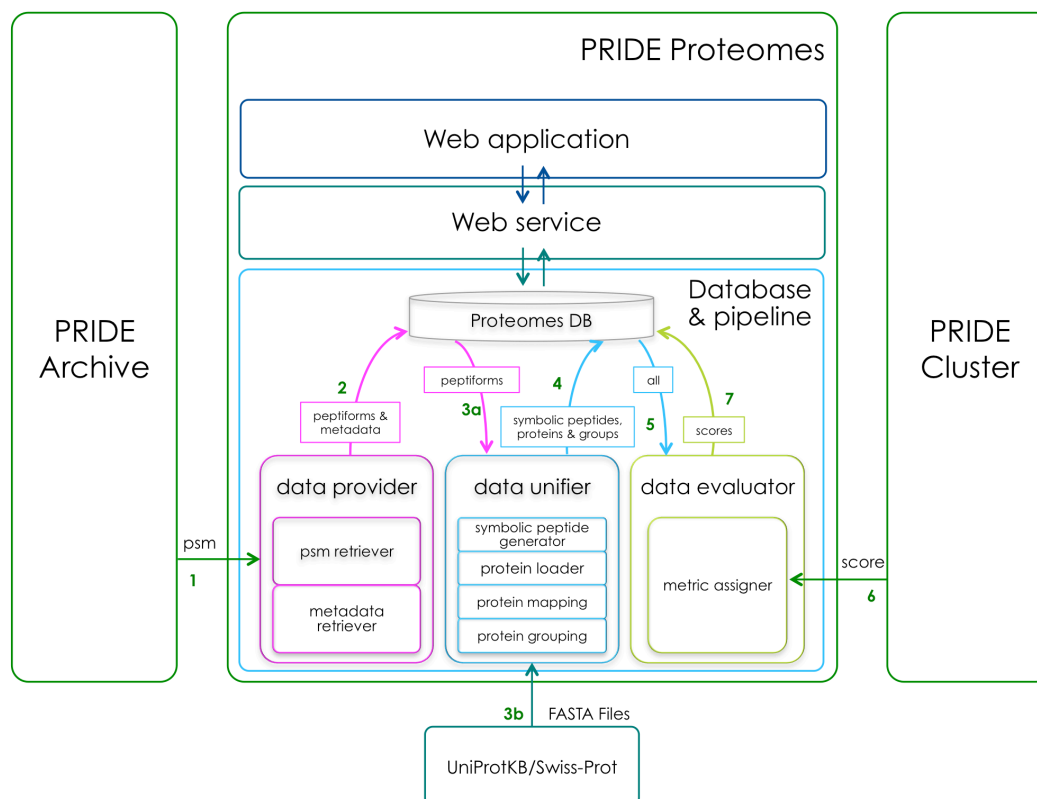 PRIDE Proteomes
Web application
Web service
Database
& pipeline
Proteomes DB
PRIDE
Archive
PRIDE
Cluster
2
peptiforms &
metadata
peptiforms
3a
4
symbolic peptides,
proteins & groups
all
5
7
scores
data provider
psm retriever
metadata
retriever
data unifier
symbolic peptide
generator
protein loader
protein mapping
protein grouping
data evaluator
metric assigner
psm
1
score
6
3b
FASTA Files
UniProtKB/Swiss-Prot